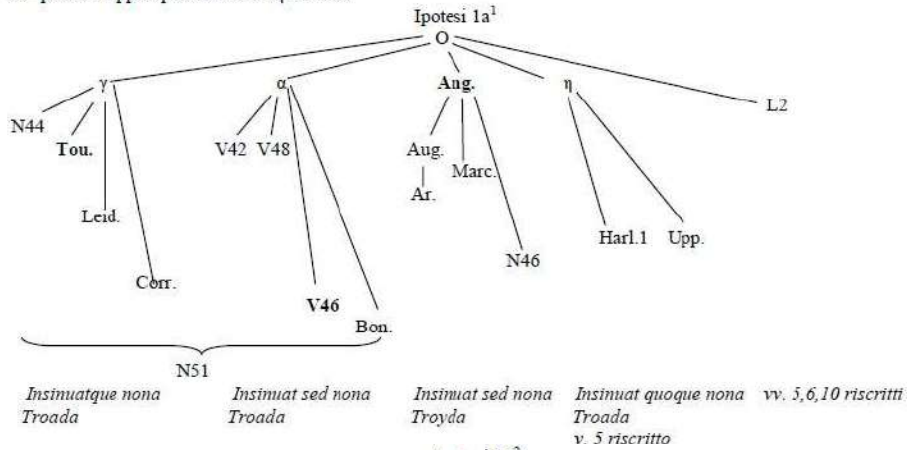 Ipotesi 1a¹
O
γ α Aug. η L2
N44 Tou. V42 V48 Aug. Marc.
Ar.
Leid. Harl.1 Upp.
N46
Corr. V46
Bon.
N51
Insinuatque nona Insinuat sed nona Insinuat sed nona Insinuat quoque nona vv. 5,6,10 riscritti
Troada Troada Troyda Troada
v. 5 riscritto